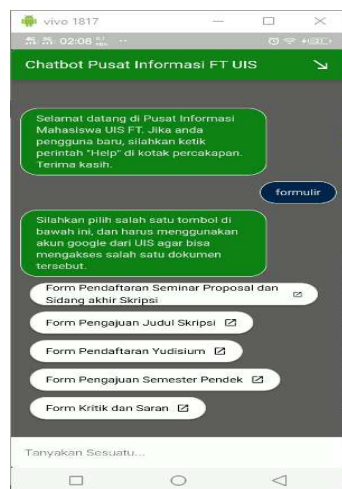 vivo 1817
02:08
Chatbot Pusat Informasi FT UIS
Selamat datang di Pusat Informasi
Mahasiswa UIS FT. Jika anda
pengguna baru, silahkan ketik
perintah "Help" di kotak percakapan.
Terima kasih.
formulir
Silahkan pilih salah satu tombol di
bawah ini, dan harus menggunakan
akun google dari UIS agar bisa
mengakses salah satu dokumen
tersebut.
Form Pendaftaran Seminar Proposal dan
Sidang akhir Skripsi
Form Pengajuan Judul Skripsi
Form Pendaftaran Yudisium
Form Pengajuan Semester Pendek
Form Kritik dan Saran
Tanyakan Sesuatu...